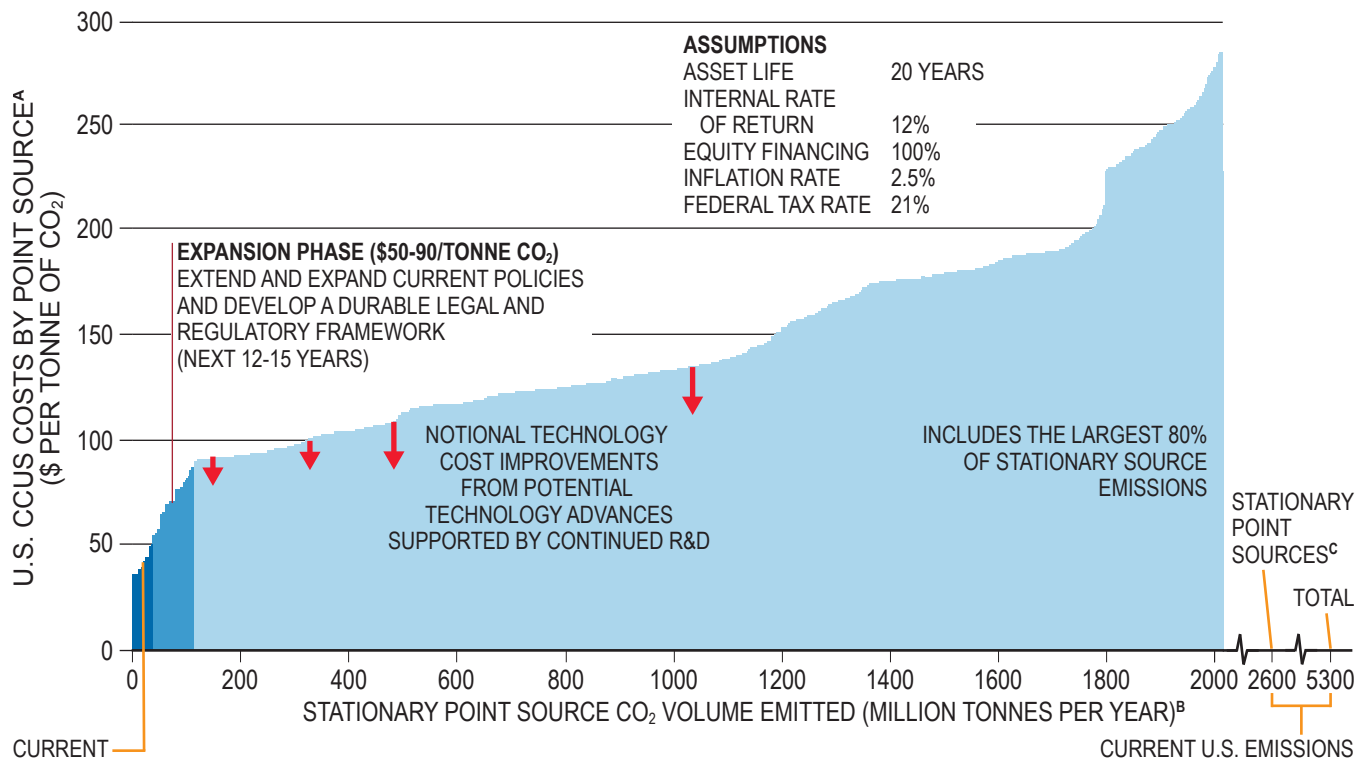 U.S. CCUS COSTS BY POINT SOURCEᴬ
($ PER TONNE OF CO₂)
300
250
200
150
100
50
0
ASSUMPTIONS
ASSET LIFE 20 YEARS
INTERNAL RATE
OF RETURN 12%
EQUITY FINANCING 100%
INFLATION RATE 2.5%
FEDERAL TAX RATE 21%
EXPANSION PHASE ($50-90/TONNE CO₂)
EXTEND AND EXPAND CURRENT POLICIES
AND DEVELOP A DURABLE LEGAL AND
REGULATORY FRAMEWORK
(NEXT 12-15 YEARS)
NOTIONAL TECHNOLOGY
COST IMPROVEMENTS
FROM POTENTIAL
TECHNOLOGY ADVANCES
SUPPORTED BY CONTINUED R&D
INCLUDES THE LARGEST 80%
OF STATIONARY SOURCE
EMISSIONS
STATIONARY
POINT
SOURCESᶜ
TOTAL
0 200 400 600 800 1000 1200 1400 1600 1800 2000 2600 5300
STATIONARY POINT SOURCE CO₂ VOLUME EMITTED (MILLION TONNES PER YEAR)ᴮ
CURRENT
CURRENT U.S. EMISSIONS